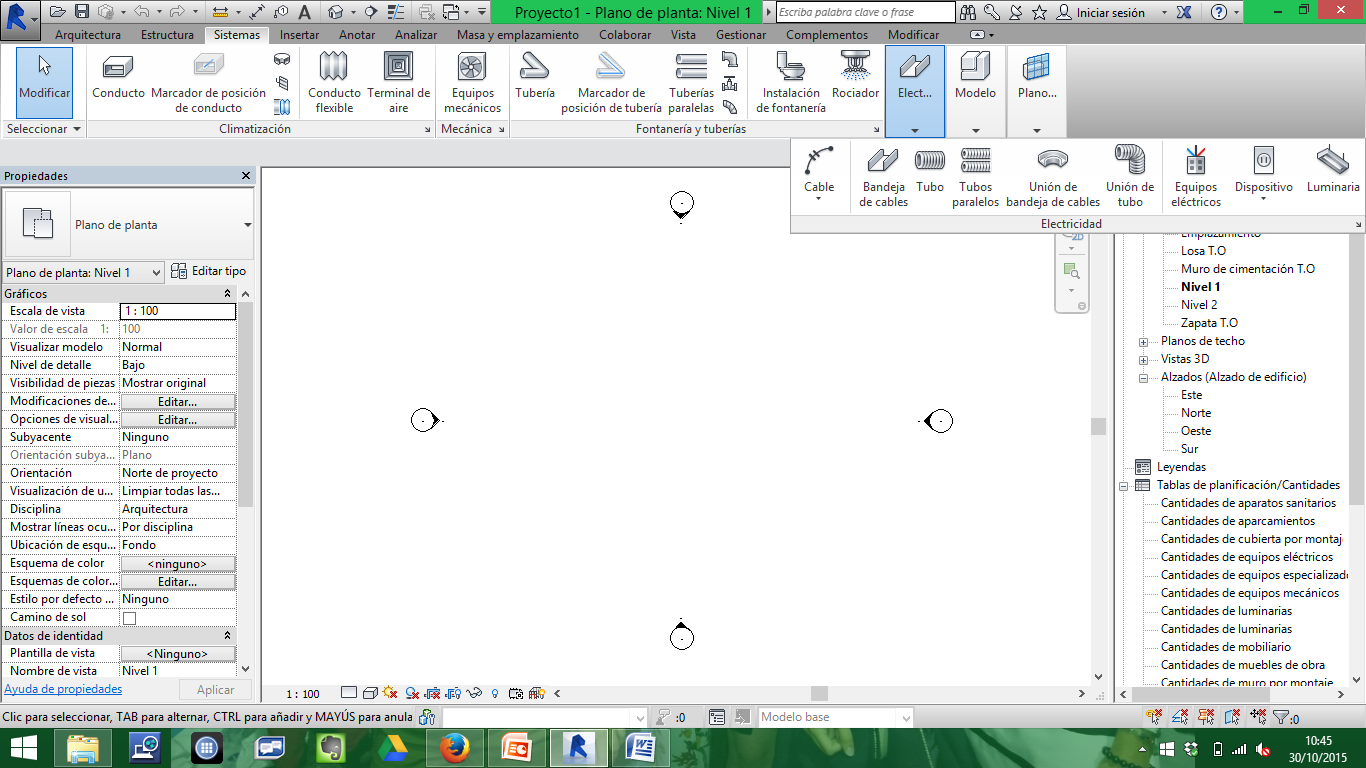 Proyecto1 - Plano de planta: Nivel 1
Escriba palabra clave o frase
Iniciar sesión
Arquitectura Estructura Sistemas Insertar Anotar Analizar Masa y emplazamiento Colaborar Vista Gestionar Complementos Modificar
Modificar
Conducto
Marcador de posición
de conducto
Conducto
flexible
Terminal de
aire
Equipos
mecánicos
Tubería
Marcador de
posición de tubería
Tuberías
paralelas
Instalación
de fontanería
Rociador
Elect...
Modelo
Plano...
Seleccionar
Climatización
Mecánica
Fontanería y tuberías
Cable
Bandeja
de cables
Tubo
Tubos
paralelos
Unión de
bandeja de cables
Unión de
tubo
Equipos
eléctricos
Dispositivo
Luminaria
Electricidad
Propiedades
Plano de planta
Plano de planta: Nivel 1
Editar tipo
Gráficos
Escala de vista 1 : 100
Valor de escala 1: 100
Visualizar modelo Normal
Nivel de detalle Bajo
Visibilidad de piezas Mostrar original
Modificaciones de... Editar...
Opciones de visual... Editar...
Subyacente Ninguno
Orientación subya... Plano
Orientación Norte de proyecto
Visualización de u... Limpiar todas las...
Disciplina Arquitectura
Mostrar líneas ocu... Por disciplina
Ubicación de esqu... Fondo
Esquema de color <ninguno>
Esquemas de color... Editar...
Estilo por defecto ... Ninguno
Camino de sol
Datos de identidad
Plantilla de vista <Ninguno>
Nombre de vista Nivel 1
Ayuda de propiedades
Aplicar
Emplazamiento
Losa T.O
Muro de cimentación T.O
Nivel 1
Nivel 2
Zapata T.O
Planos de techo
Vistas 3D
Alzados (Alzado de edificio)
Este
Norte
Oeste
Sur
Leyendas
Tablas de planificación/Cantidades
Cantidades de aparatos sanitarios
Cantidades de aparcamientos
Cantidades de cubierta por montaj
Cantidades de equipos eléctricos
Cantidades de equipos especializad
Cantidades de equipos mecánicos
Cantidades de luminarias
Cantidades de luminarias
Cantidades de mobiliario
Cantidades de muebles de obra
Cantidades de muro por montaje
1 : 100
Clic para seleccionar, TAB para alternar, CTRL para añadir y MAYÚS para anula
:0
Modelo base
:0
10:45
30/10/2015